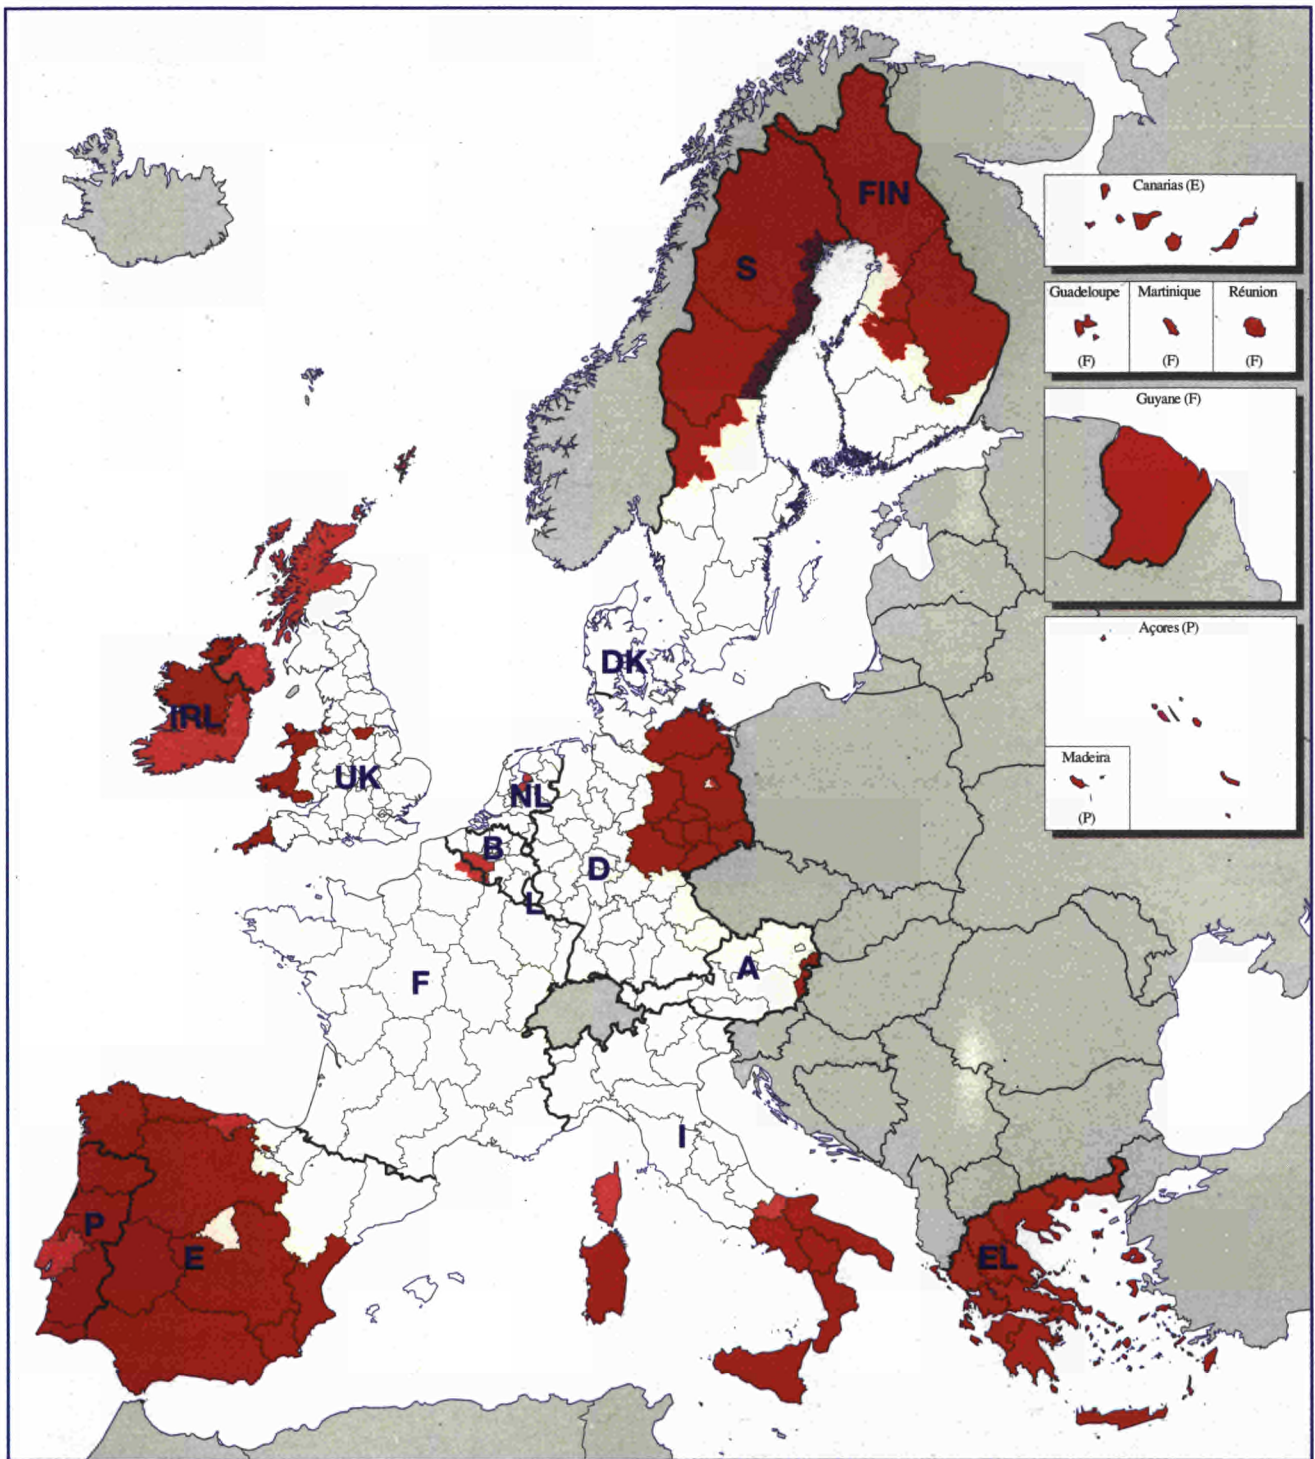 FIN
Canarias (E)
S
Guadeloupe
Martinique
Réunion
(F)
(F)
(F)
Guyane (F)
Açores (P)
DK
IRL
Madeira
UK
NL
(P)
B
D
L
A
F
I
P
E
EL